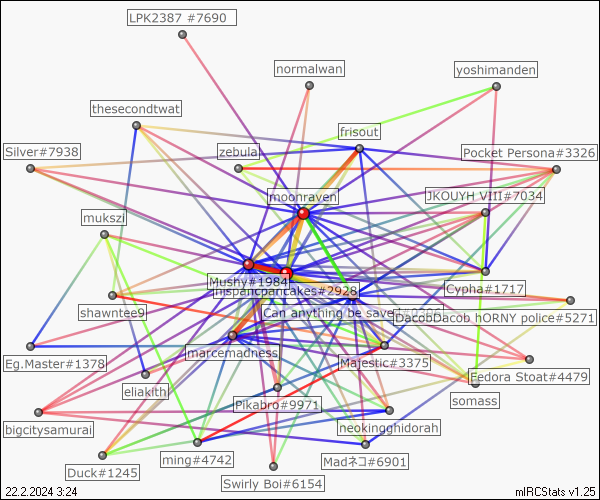 LPK2387 #7690
normalwan
yoshimanden
thesecondtwat
frisout
Silver#7938
zebula
Pocket Persona#3326
moonraven
JKOUYH VIII#7034
mukszi
Mushy#1984
mispancpancakes#2928
Cypha#1717
shawntee9
Can anything be save
DacobDacob hORNY police#5271
marcemadness
Eg.Master#1378
Majestic#3375
Fedora Stoat#4479
eliakith
somass
Pikabro#9971
bigcitysamurai
neokingghidorah
ming#4742
Madネコ#6901
Duck#1245
Swirly Boi#6154
22.2.2024 3:24
mIRCStats v1.25